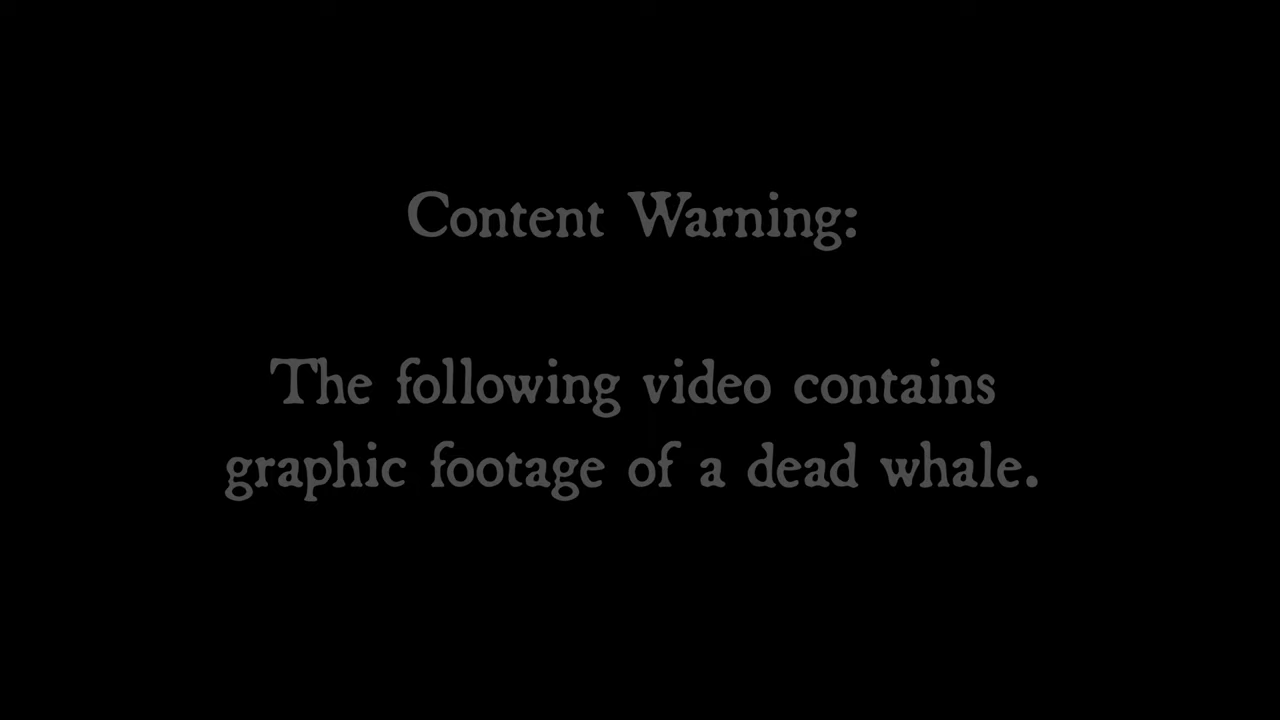 Content Warning:
The following video contains
graphic footage of a dead whale.